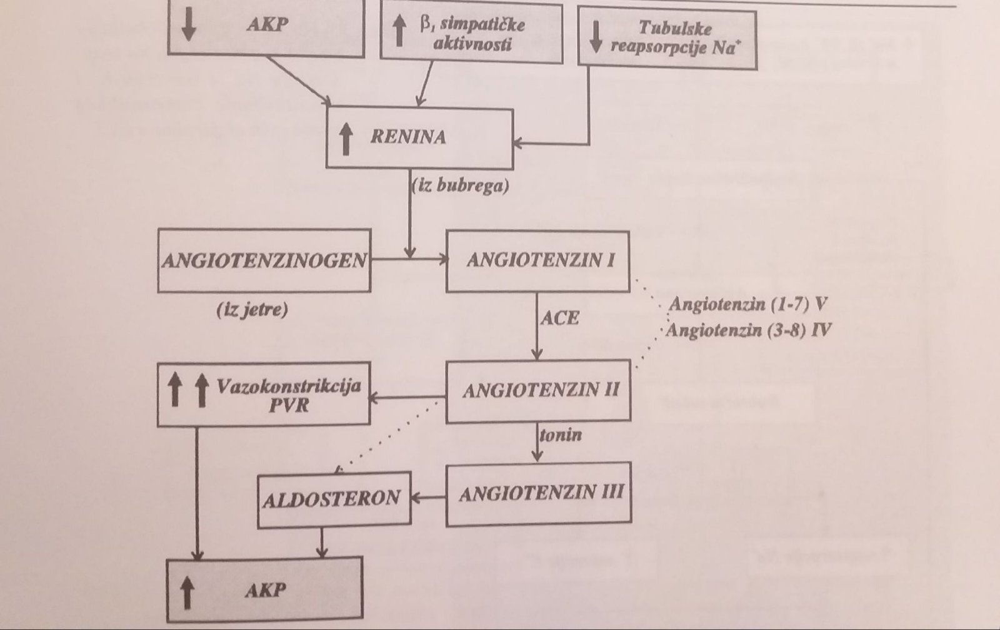 AKP
β₁ simpatičke
aktivnosti
Tubulske
reapsorpcije Na⁺
RENINA
(iz bubrega)
ANGIOTENZINOGEN
ANGIOTENZIN I
(iz jetre)
ACE
Angiotenzin (1-7) V
Angiotenzin (3-8) IV
Vazokonstrikcija
PVR
ANGIOTENZIN II
tonin
ALDOSTERON
ANGIOTENZIN III
AKP